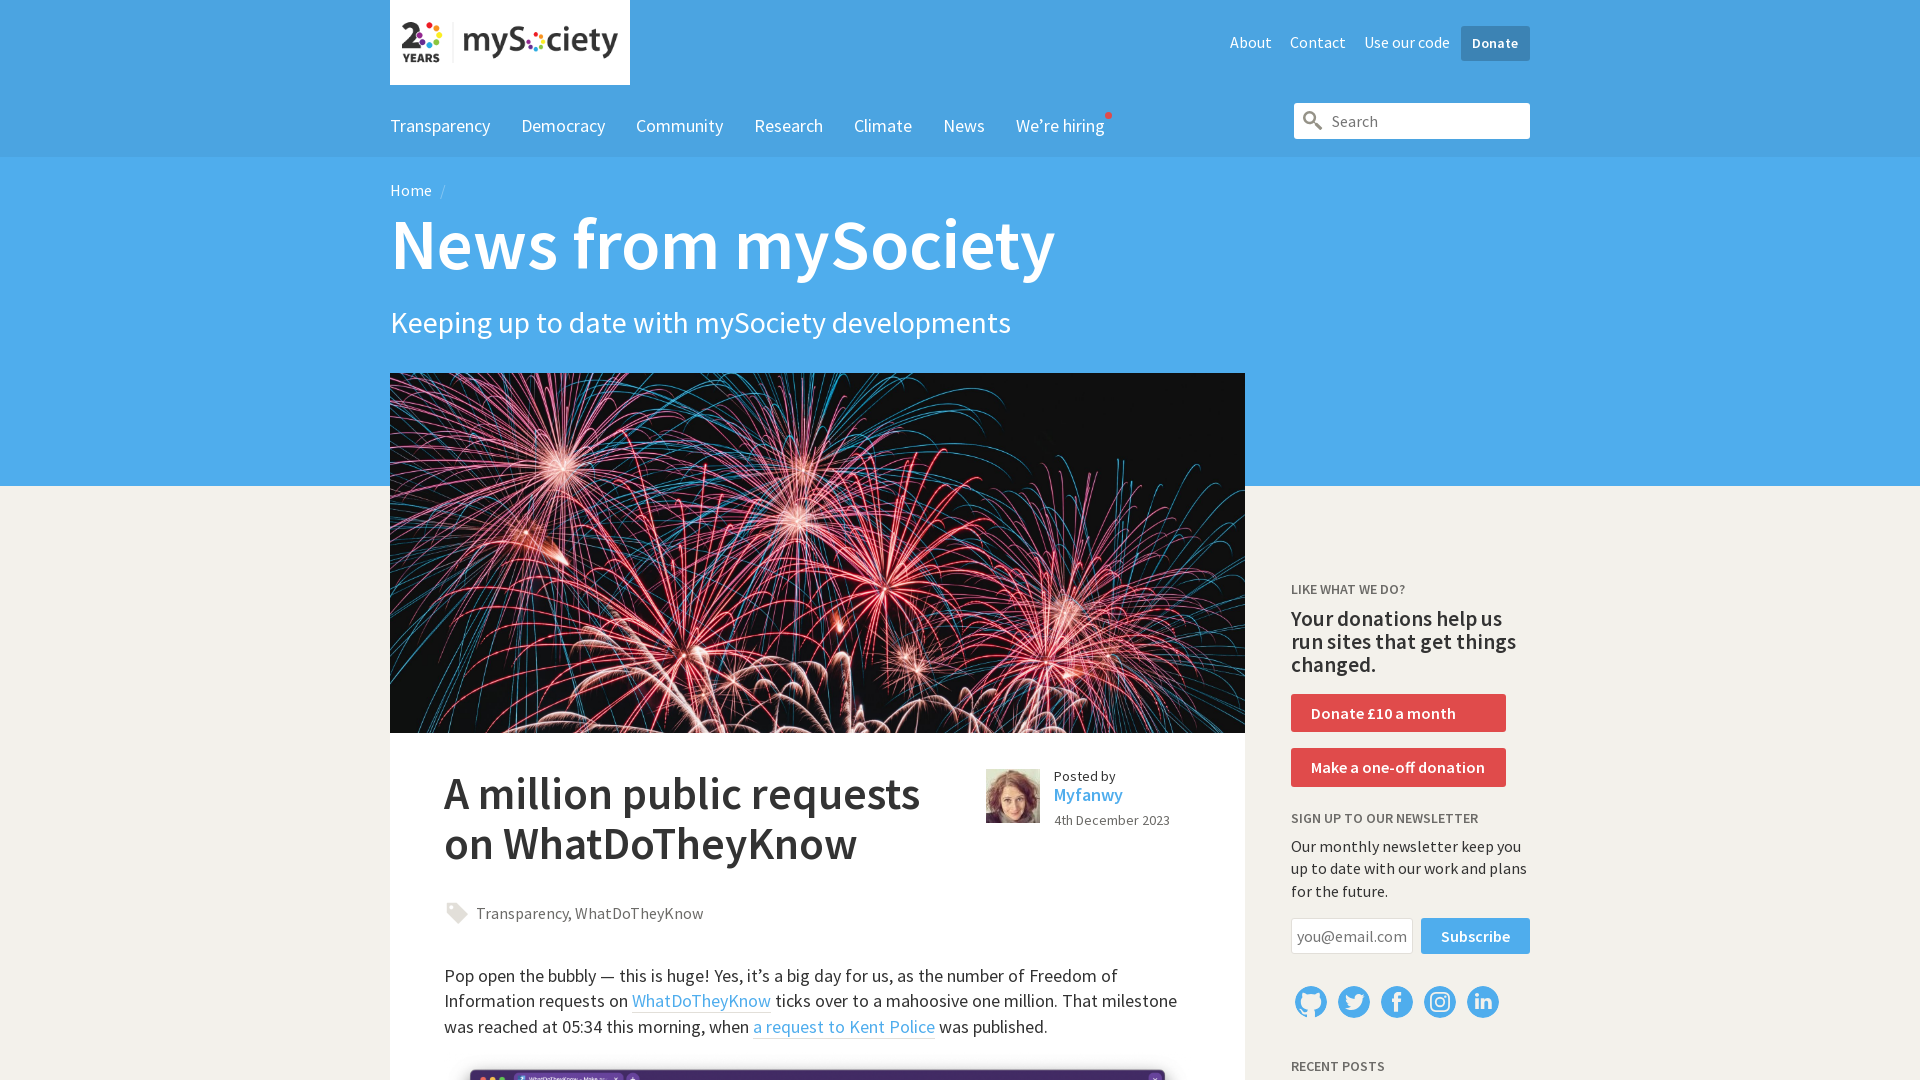 20 YEARS mySociety
About Contact Use our code Donate
Transparency Democracy Community Research Climate News We’re hiring
Search
Home /
News from mySociety
Keeping up to date with mySociety developments
A million public requests
on WhatDoTheyKnow
Posted by
Myfanwy
4th December 2023
Transparency, WhatDoTheyKnow
Pop open the bubbly — this is huge! Yes, it’s a big day for us, as the number of Freedom of
Information requests on WhatDoTheyKnow ticks over to a mahoosive one million. That milestone
was reached at 05:34 this morning, when a request to Kent Police was published.
LIKE WHAT WE DO?
Your donations help us
run sites that get things
changed.
Donate £10 a month
Make a one-off donation
SIGN UP TO OUR NEWSLETTER
Our monthly newsletter keep you
up to date with our work and plans
for the future.
you@email.com Subscribe
RECENT POSTS